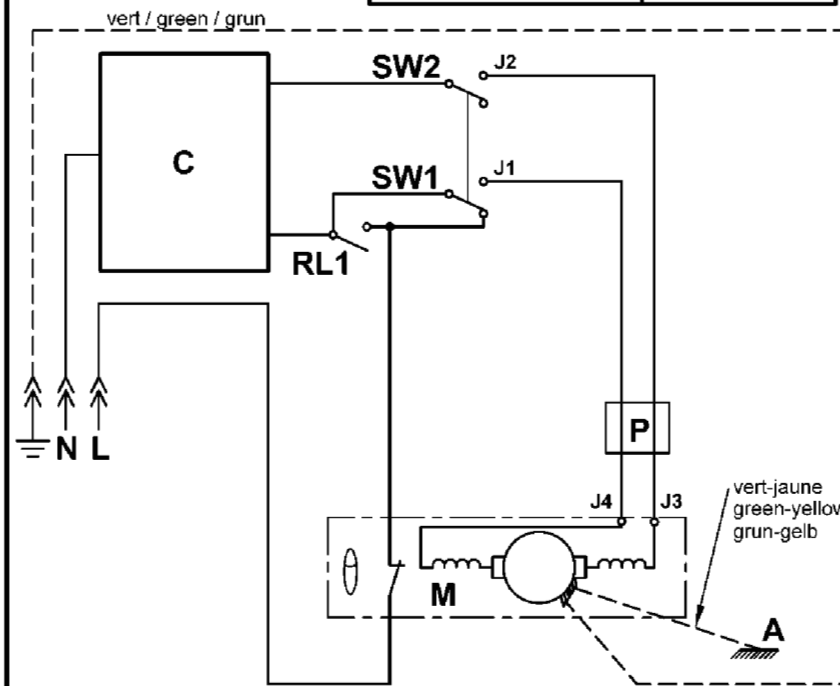 vert / green / grun
SW2
J2
C
SW1
J1
RL1
N L
P
J4
J3
vert-jaune
green-yellow
grun-gelb
M
A